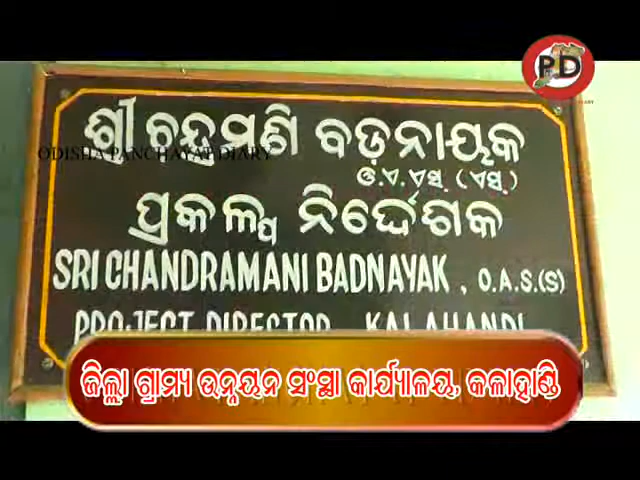 PD
ଶ୍ରୀ ଚନ୍ଦ୍ରମଣି ବଡ଼ନାୟକ
ODISHA PANCHAYAT DIARY
ଓ.ଏ.ଏସ୍.(ଏସ୍.)
ପ୍ରକଳ୍ପ ନିର୍ଦ୍ଦେଶକ
SRI CHANDRAMANI BADNAYAK, O.A.S.(S)
PROJECT DIRECTOR, KALAHANDI
ଜିଲ୍ଲା ଗ୍ରାମ୍ୟ ଉନ୍ନୟନ ସଂସ୍ଥା କାର୍ଯ୍ୟାଳୟ, କଳାହାଣ୍ଡି